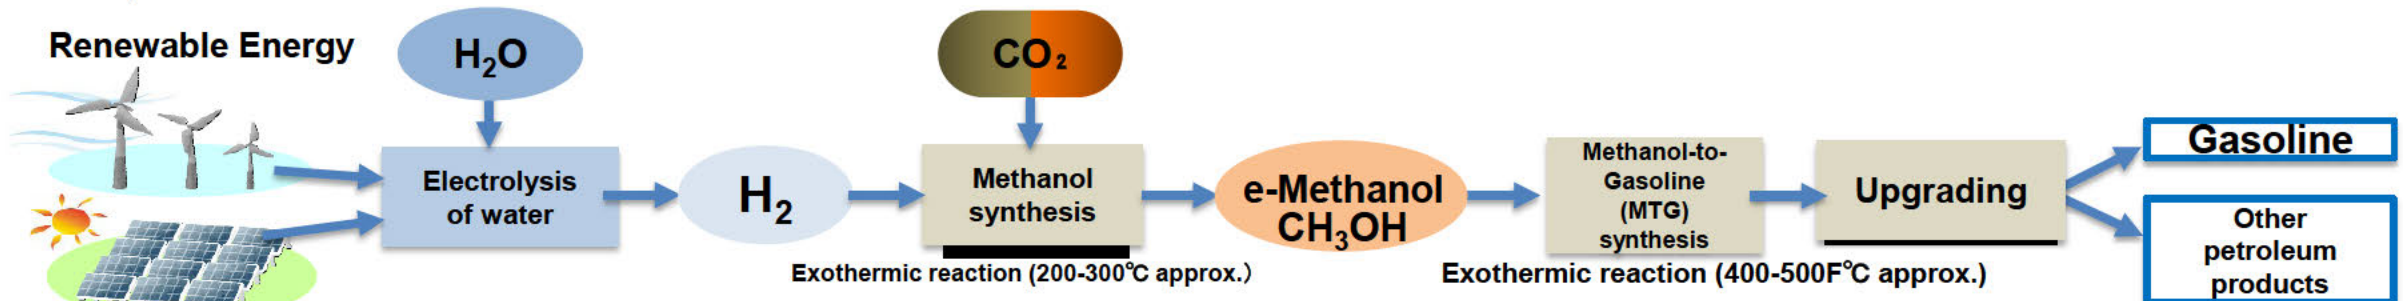 Renewable Energy
H₂O
CO₂
Electrolysis
of water
H₂
Methanol
synthesis
e-Methanol
CH₃OH
Methanol-to-
Gasoline
(MTG)
synthesis
Upgrading
Gasoline
Other
petroleum
products
Exothermic reaction (200-300℃ approx.)
Exothermic reaction (400-500F℃ approx.)